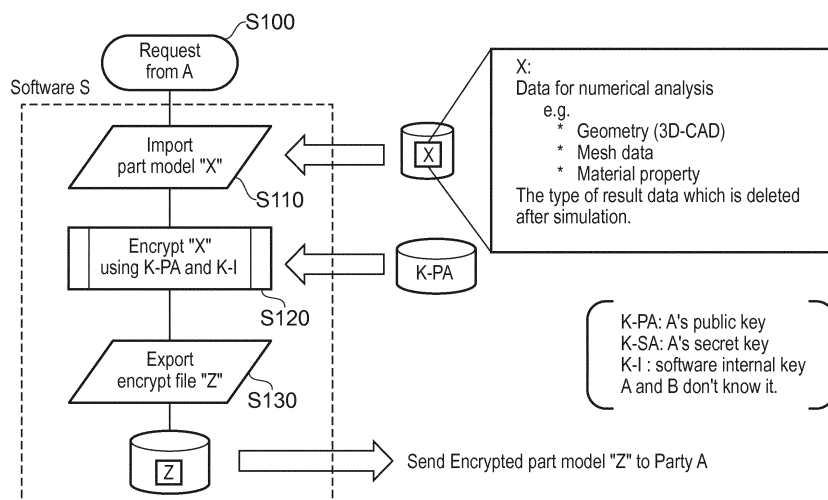 S100
Request
from A
Software S
Import
part model "X"
S110
X
X:
Data for numerical analysis
e.g.
* Geometry (3D-CAD)
* Mesh data
* Material property
The type of result data which is deleted
after simulation.
Encrypt "X"
using K-PA and K-I
S120
K-PA
K-PA: A's public key
K-SA: A's secret key
K-I : software internal key
A and B don't know it.
Export
encrypt file "Z"
S130
Z
Send Encrypted part model "Z" to Party A